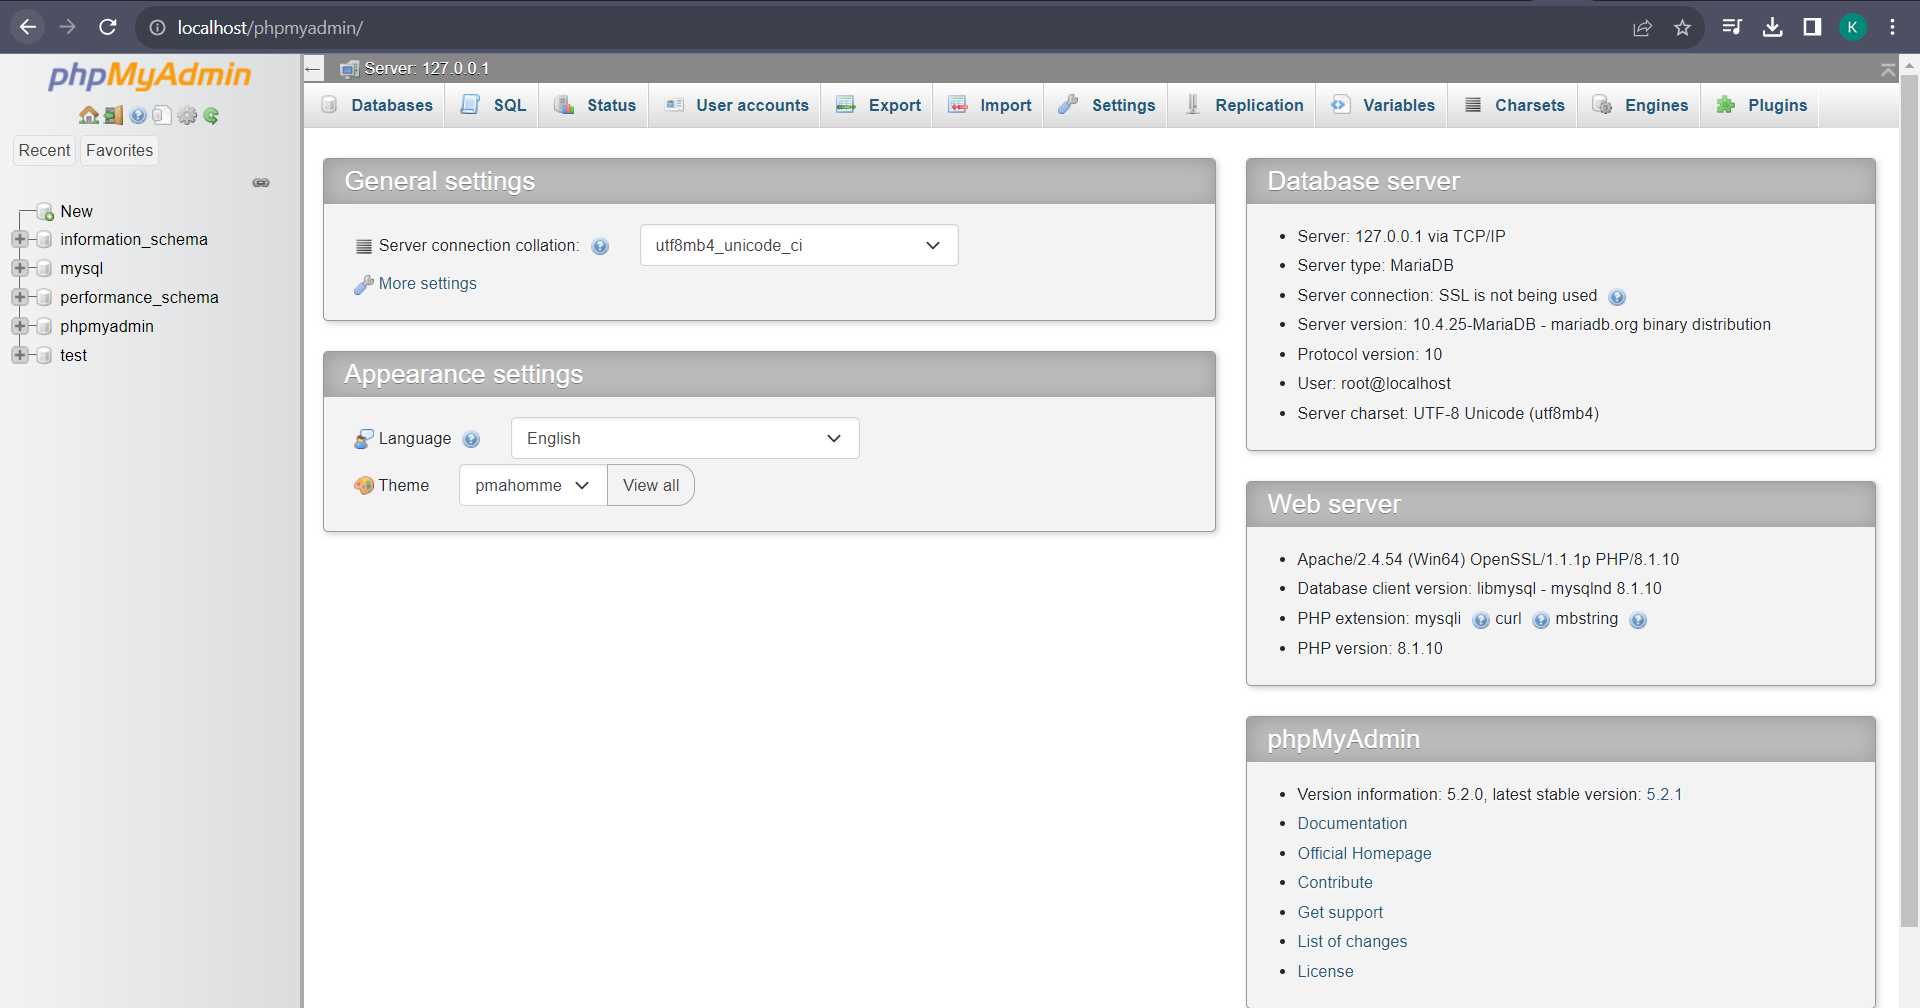 localhost/phpmyadmin/
K
phpMyAdmin
Recent Favorites
New
information_schema
mysql
performance_schema
phpmyadmin
test
Server: 127.0.0.1
Databases SQL Status User accounts Export Import Settings Replication Variables Charsets Engines Plugins
General settings
Server connection collation: utf8mb4_unicode_ci
More settings
Appearance settings
Language English
Theme pmahomme View all
Database server
Server: 127.0.0.1 via TCP/IP
Server type: MariaDB
Server connection: SSL is not being used
Server version: 10.4.25-MariaDB - mariadb.org binary distribution
Protocol version: 10
User: root@localhost
Server charset: UTF-8 Unicode (utf8mb4)
Web server
Apache/2.4.54 (Win64) OpenSSL/1.1.1p PHP/8.1.10
Database client version: libmysql - mysqlnd 8.1.10
PHP extension: mysqli curl mbstring
PHP version: 8.1.10
phpMyAdmin
Version information: 5.2.0, latest stable version: 5.2.1
Documentation
Official Homepage
Contribute
Get support
List of changes
License